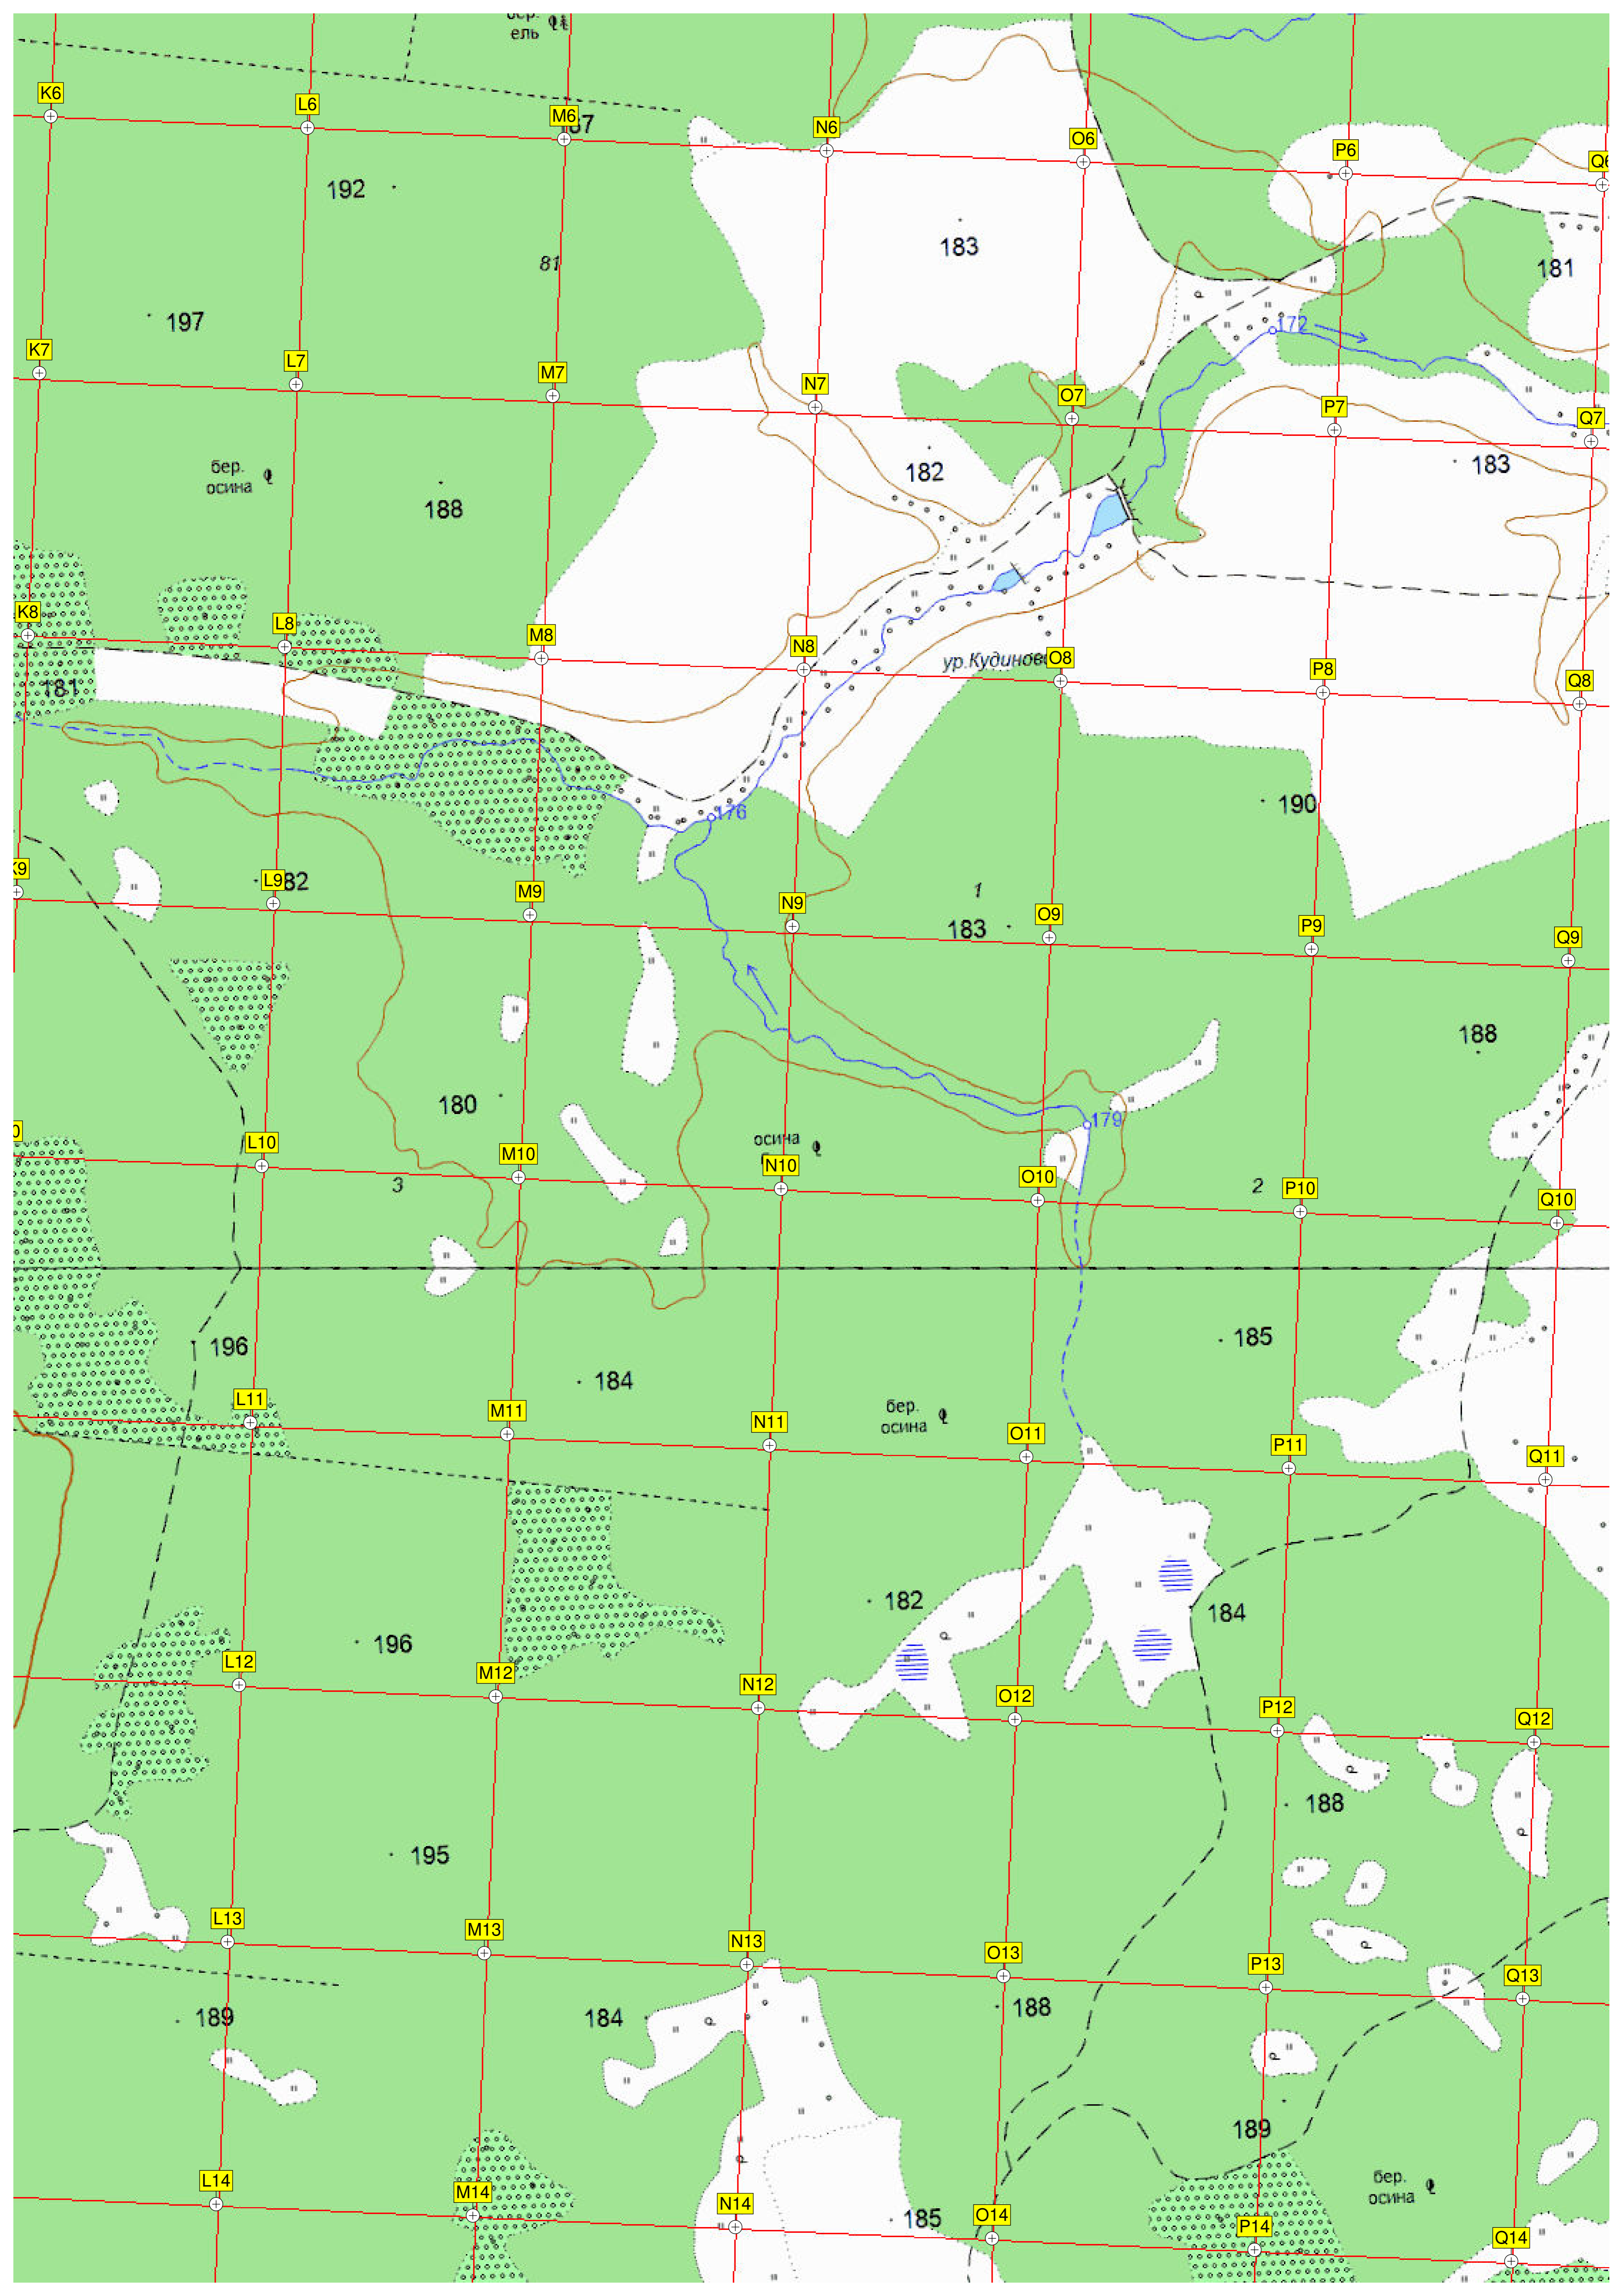 ель
K6
L6
M6
N6
O6
P6
192
183
81
181
197
172
K7
L7
M7
N7
O7
P7
Q7
бер.
осина
188
182
183
K8
L8
M8
N8
ур.Кудиново
O8
P8
Q8
181
176
190
L9
82
M9
N9
O9
P9
Q9
1
183
188
180
179
осина
L10
M10
N10
O10
P10
Q10
3
2
196
184
185
бер.
осина
L11
M11
N11
O11
P11
Q11
182
184
196
L12
M12
N12
O12
P12
Q12
188
195
L13
M13
N13
O13
P13
Q13
189
184
188
189
бер.
осина
L14
M14
N14
185
O14
P14
Q14